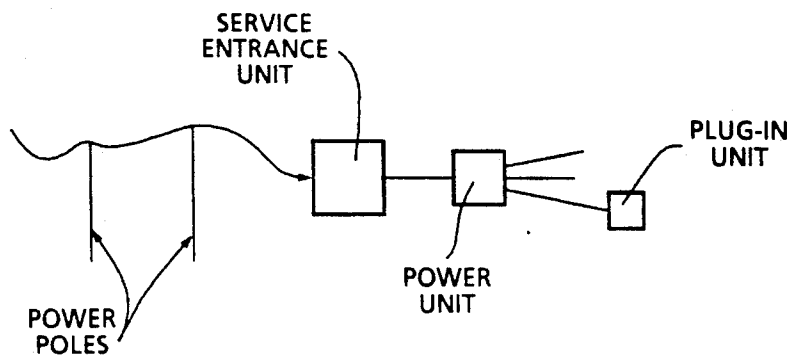 SERVICE
ENTRANCE
UNIT
PLUG-IN
UNIT
POWER
UNIT
POWER
POLES